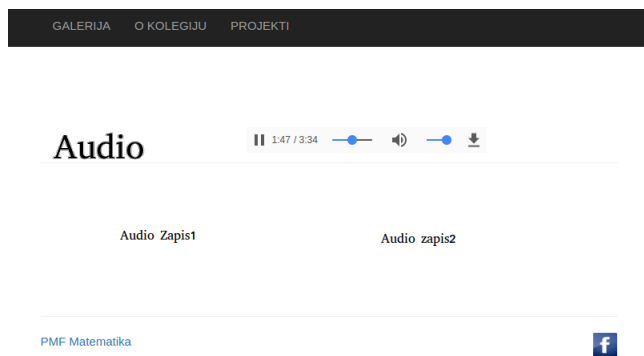 GALERIJA O KOLEGIJU PROJEKTI
Audio
1:47 / 3:34
Audio Zapis1
Audio zapis2
PMF Matematika
f